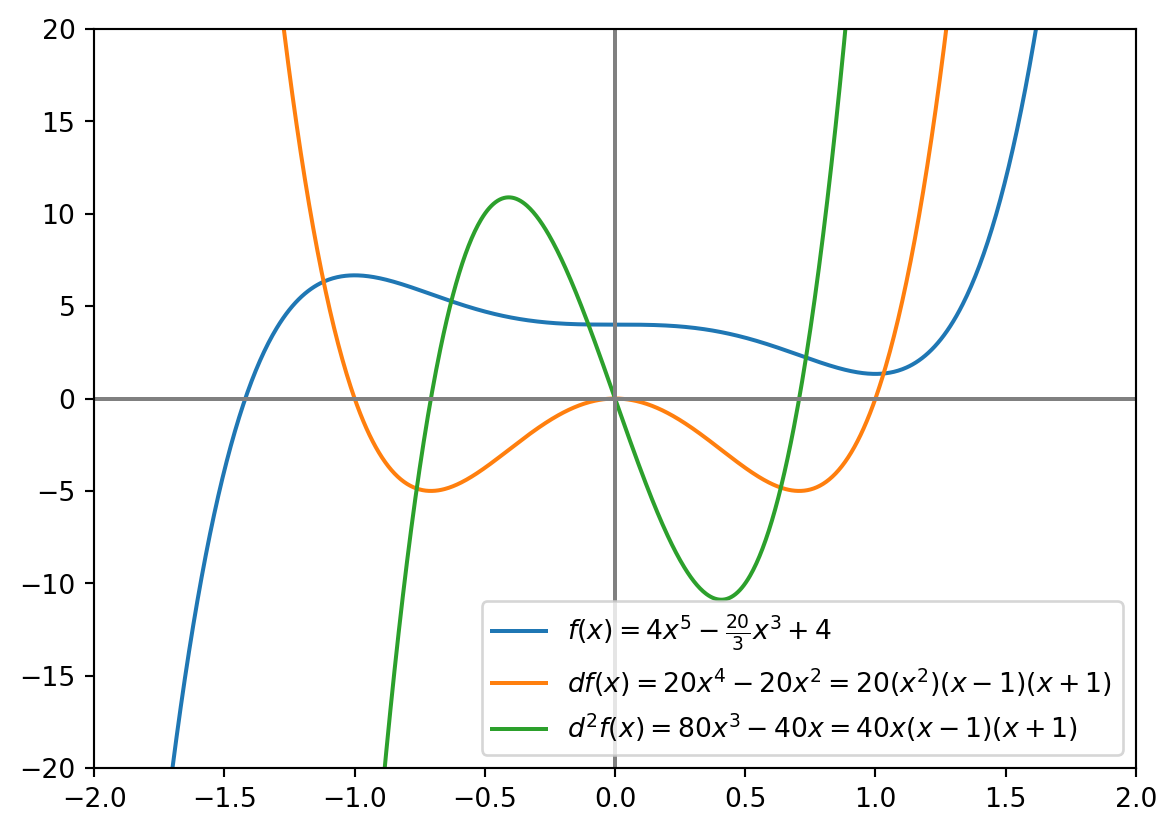 20
15
10
5
0
−5
−10
−15
−20
−2.0 −1.5 −1.0 −0.5 0.0 0.5 1.0 1.5 2.0
f(x) = 4x⁵ − 20/3 x³ + 4
df(x) = 20x⁴ − 20x² = 20(x²)(x − 1)(x + 1)
d²f(x) = 80x³ − 40x = 40x(x − 1)(x + 1)